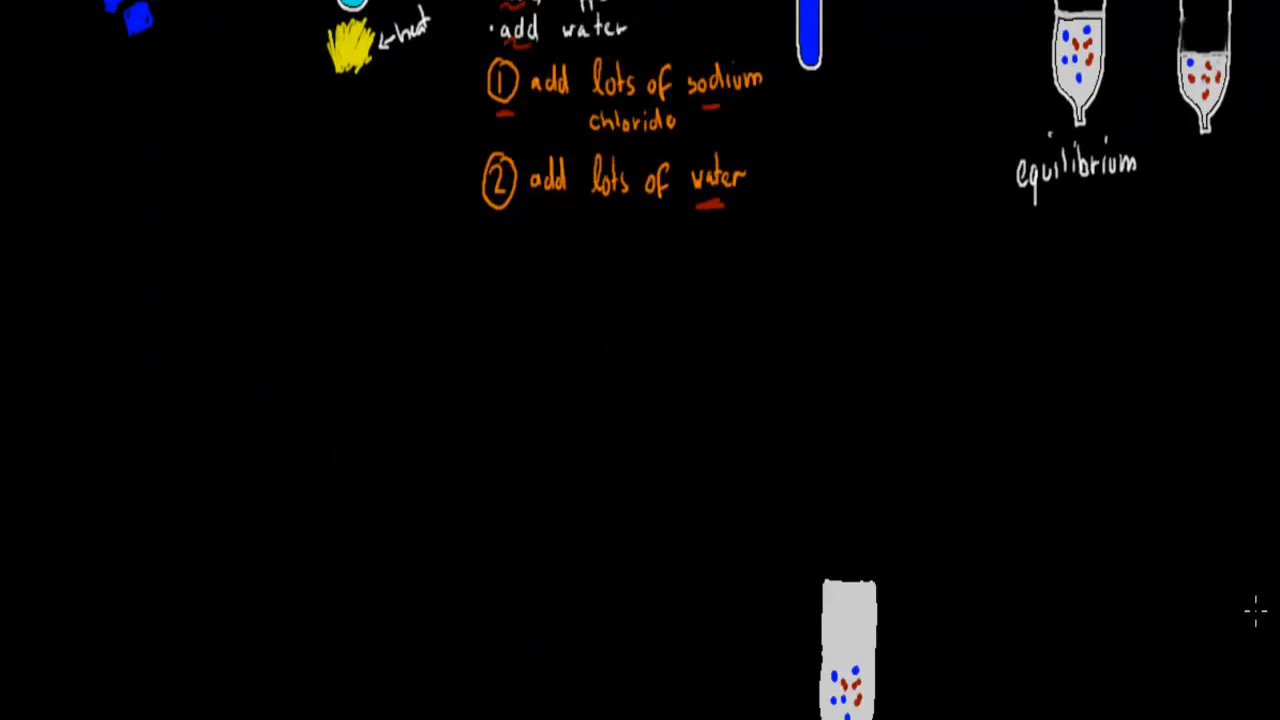 ←heat
·add water
① add lots of sodium
chloride
② add lots of water
equilibrium